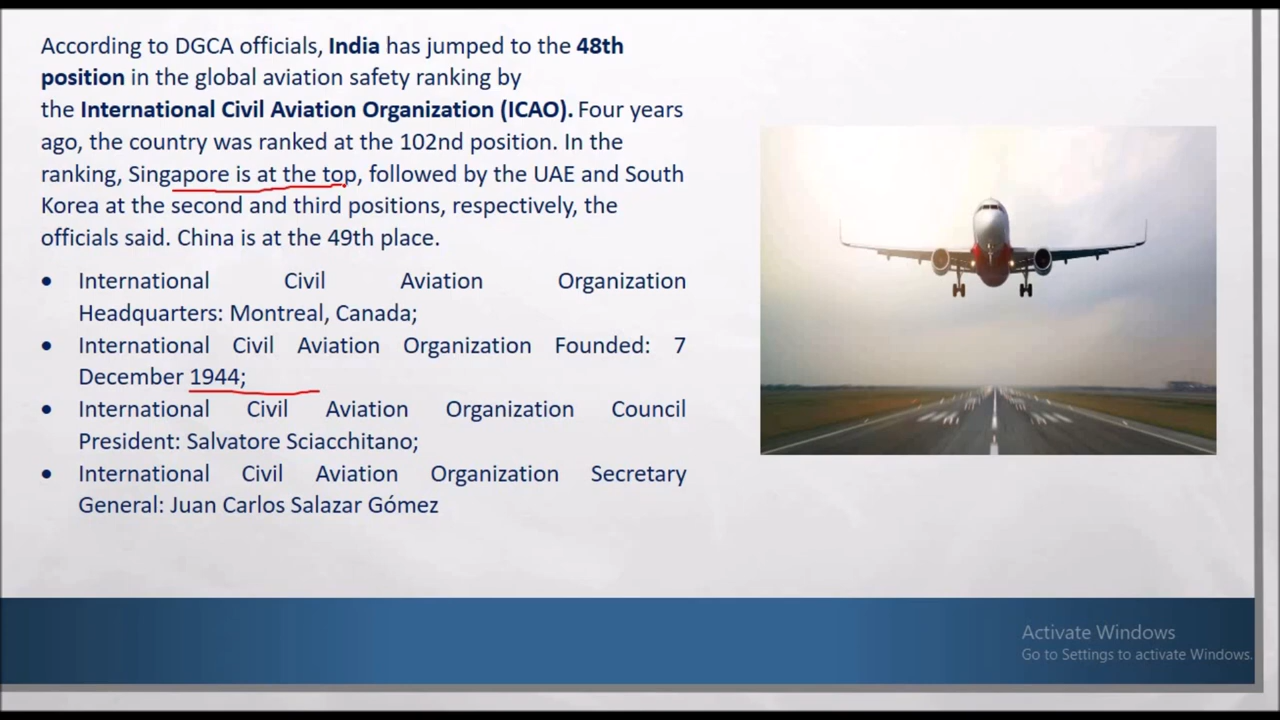 According to DGCA officials, India has jumped to the 48th
position in the global aviation safety ranking by
the International Civil Aviation Organization (ICAO). Four years
ago, the country was ranked at the 102nd position. In the
ranking, Singapore is at the top, followed by the UAE and South
Korea at the second and third positions, respectively, the
officials said. China is at the 49th place.
• International Civil Aviation Organization
Headquarters: Montreal, Canada;
• International Civil Aviation Organization Founded: 7
December 1944;
• International Civil Aviation Organization Council
President: Salvatore Sciacchitano;
• International Civil Aviation Organization Secretary
General: Juan Carlos Salazar Gómez
Activate Windows
Go to Settings to activate Windows.